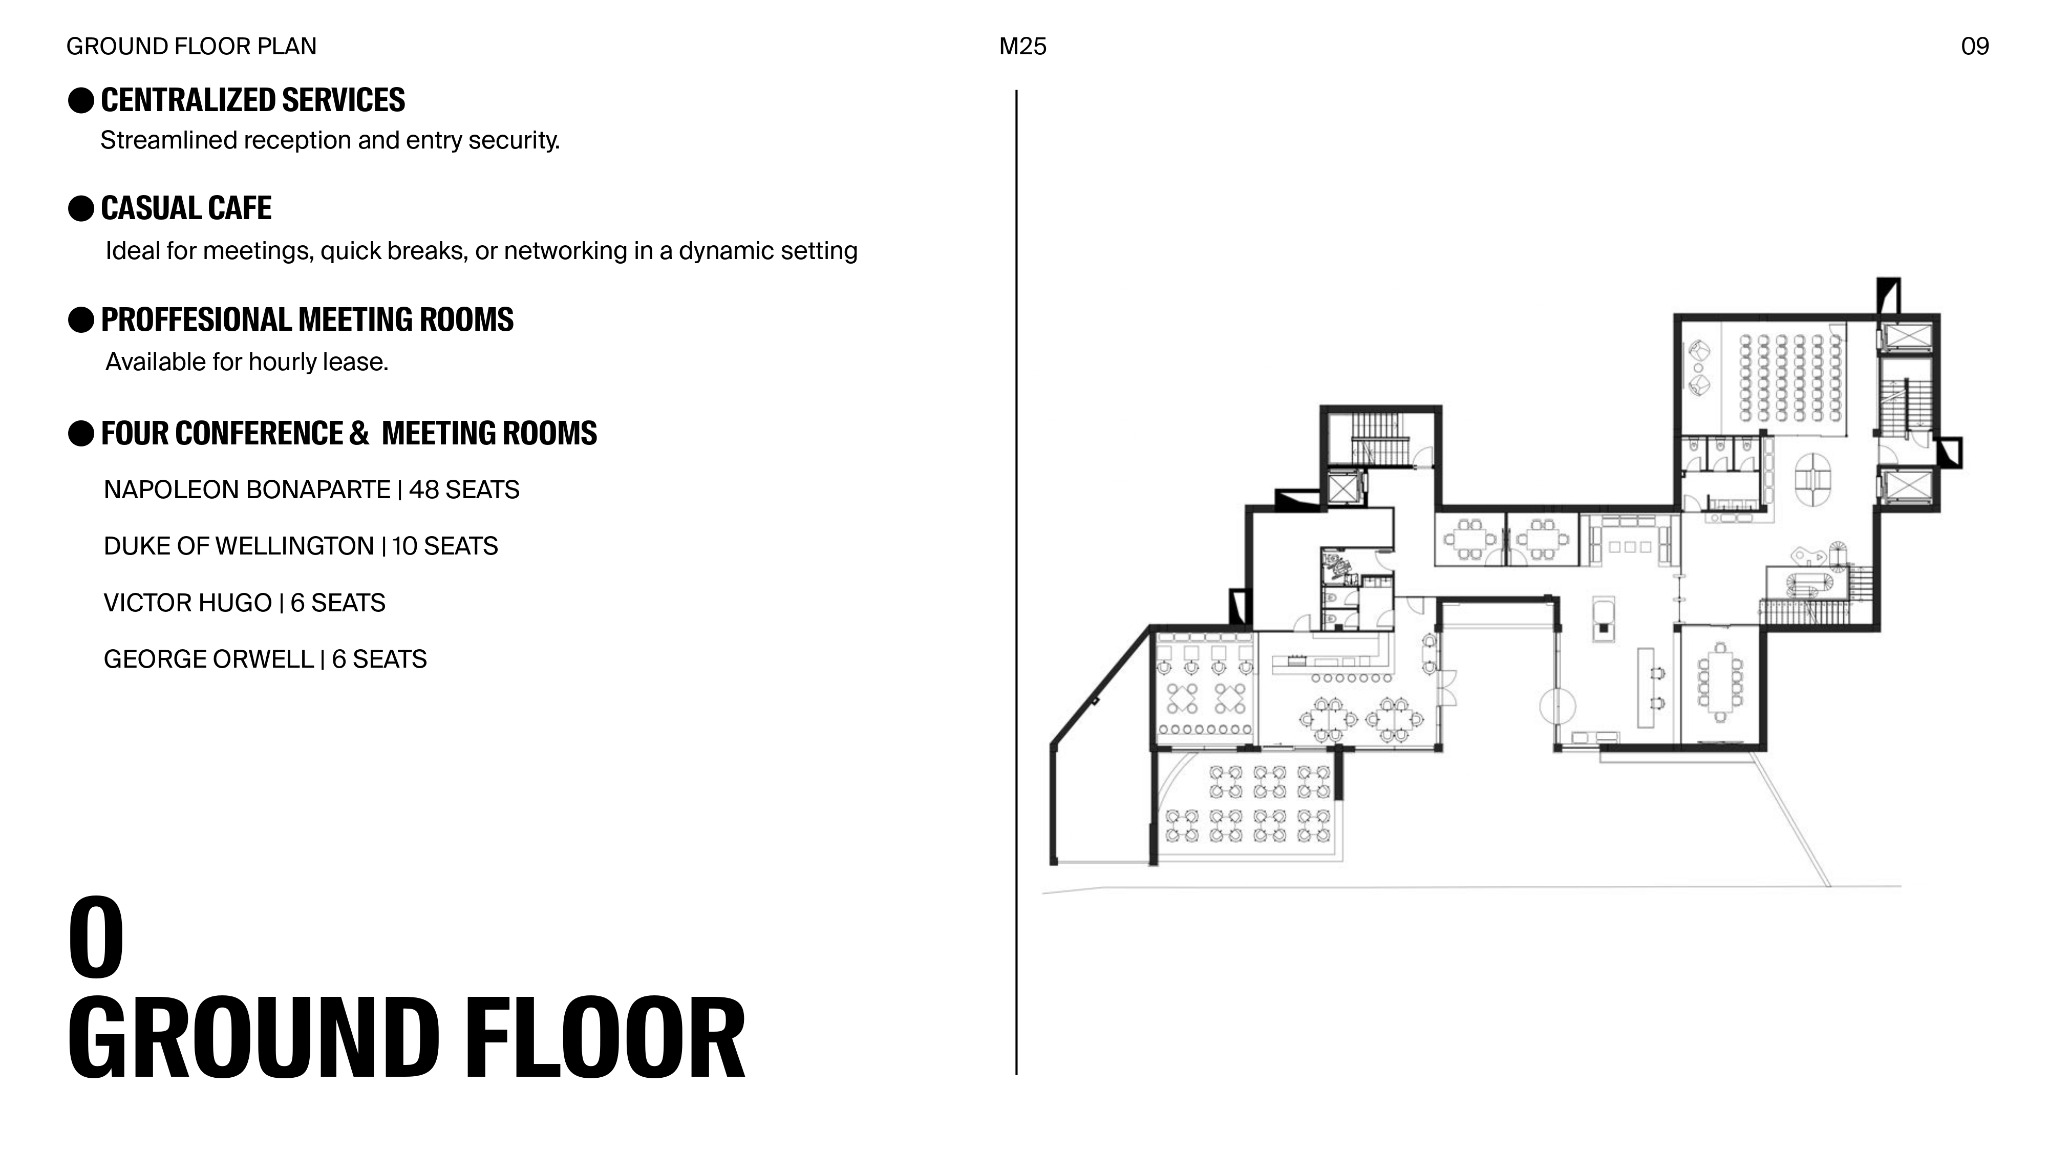 GROUND FLOOR PLAN
M25
09
CENTRALIZED SERVICES
Streamlined reception and entry security.
CASUAL CAFE
Ideal for meetings, quick breaks, or networking in a dynamic setting
PROFFESIONAL MEETING ROOMS
Available for hourly lease.
FOUR CONFERENCE & MEETING ROOMS
NAPOLEON BONAPARTE | 48 SEATS
DUKE OF WELLINGTON | 10 SEATS
VICTOR HUGO | 6 SEATS
GEORGE ORWELL | 6 SEATS
0
GROUND FLOOR